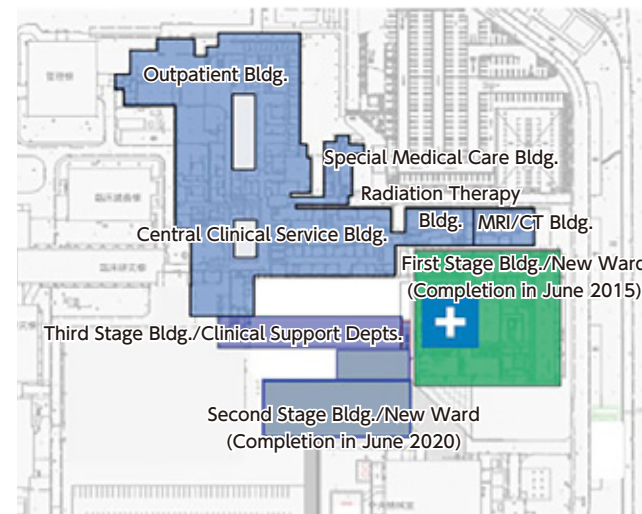 Outpatient Bldg.
Special Medical Care Bldg.
Radiation Therapy
Bldg.
MRI/CT Bldg.
Central Clinical Service Bldg.
First Stage Bldg./New Ward
(Completion in June 2015)
Third Stage Bldg./Clinical Support Depts.
Second Stage Bldg./New Ward
(Completion in June 2020)